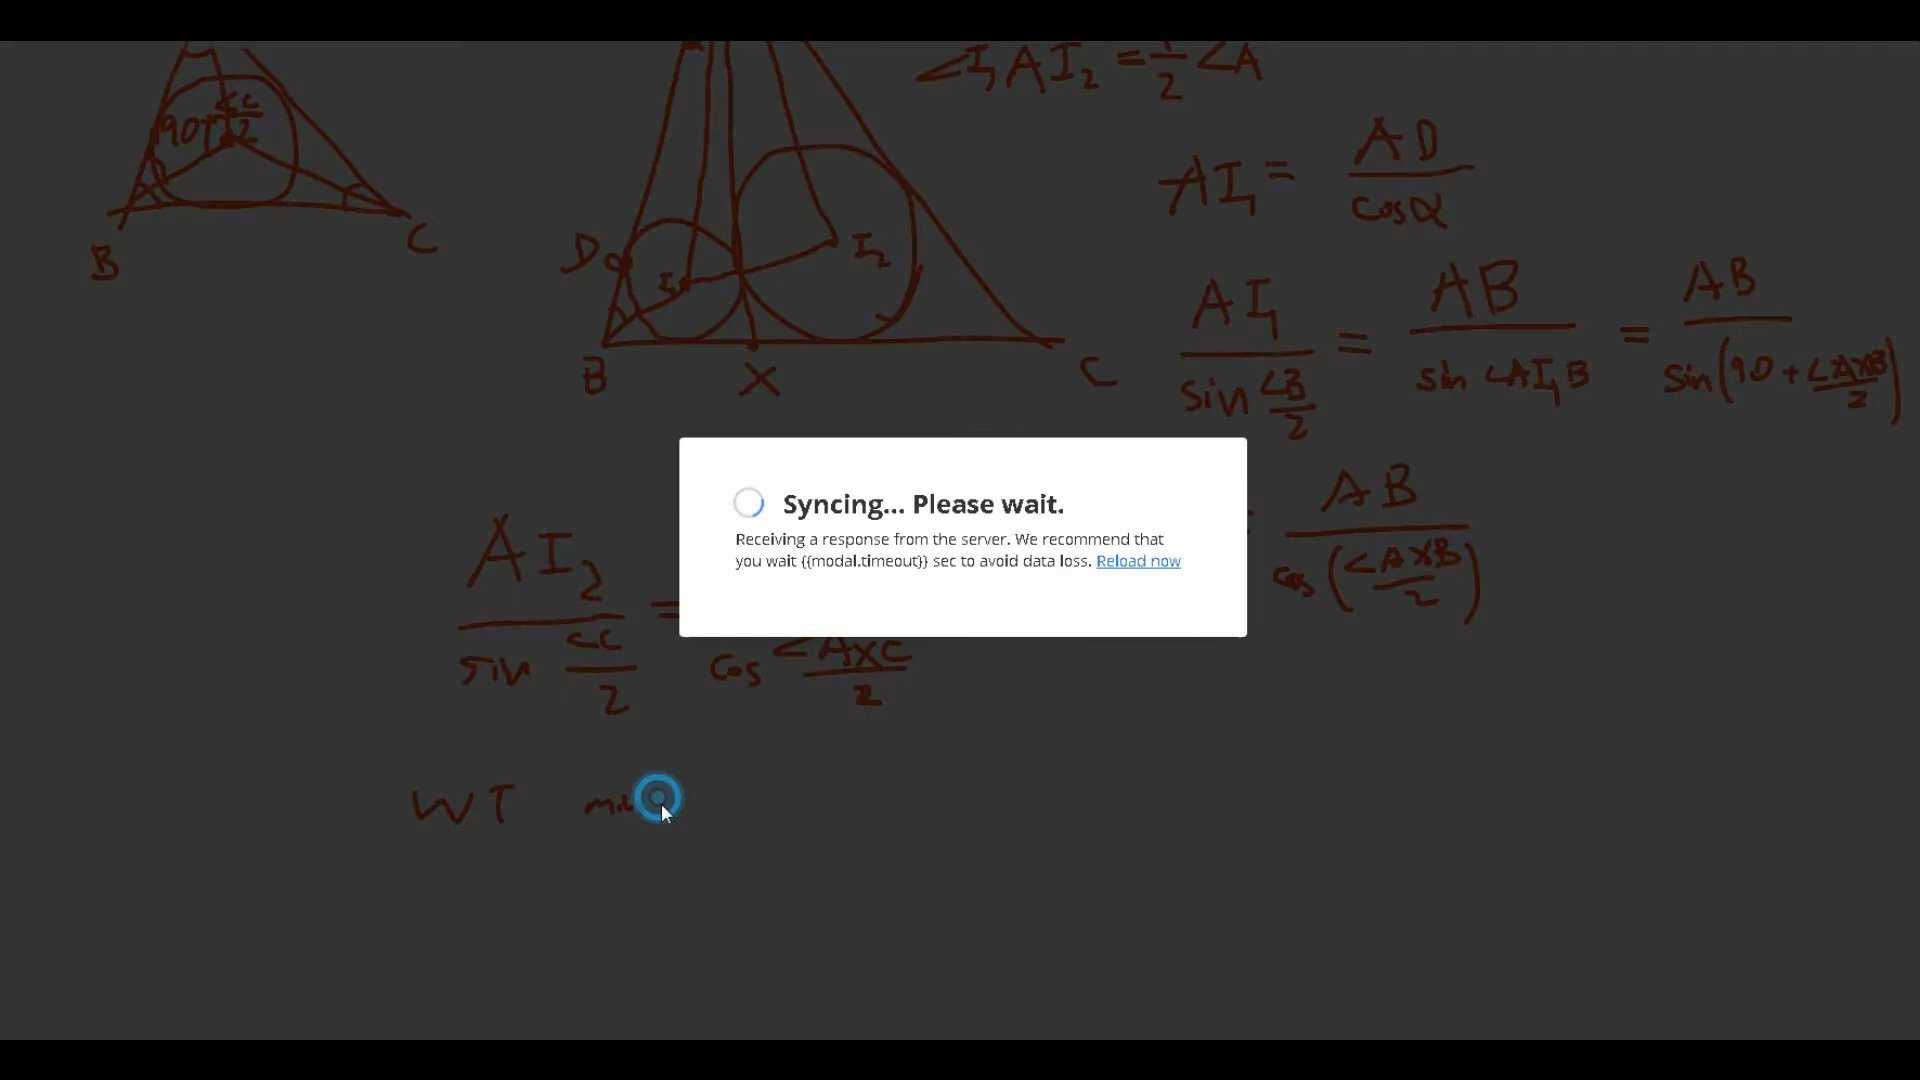 ∠I₁AI₂ = 1/2 ∠A
90+∠C/2
AI₁ = AD / cosα
B
C
D
I₂
B
X
C
AI₁ / sin ∠B/2 = AB / sin ∠AI₁B = AB / sin(90 + ∠AXB/2)
AB / cos(∠AXB/2)
Syncing... Please wait.
Receiving a response from the server. We recommend that
you wait {{modal.timeout}} sec to avoid data loss. Reload now
AI₂ / sin ∠C/2 =
cos ∠AXC/2
WT